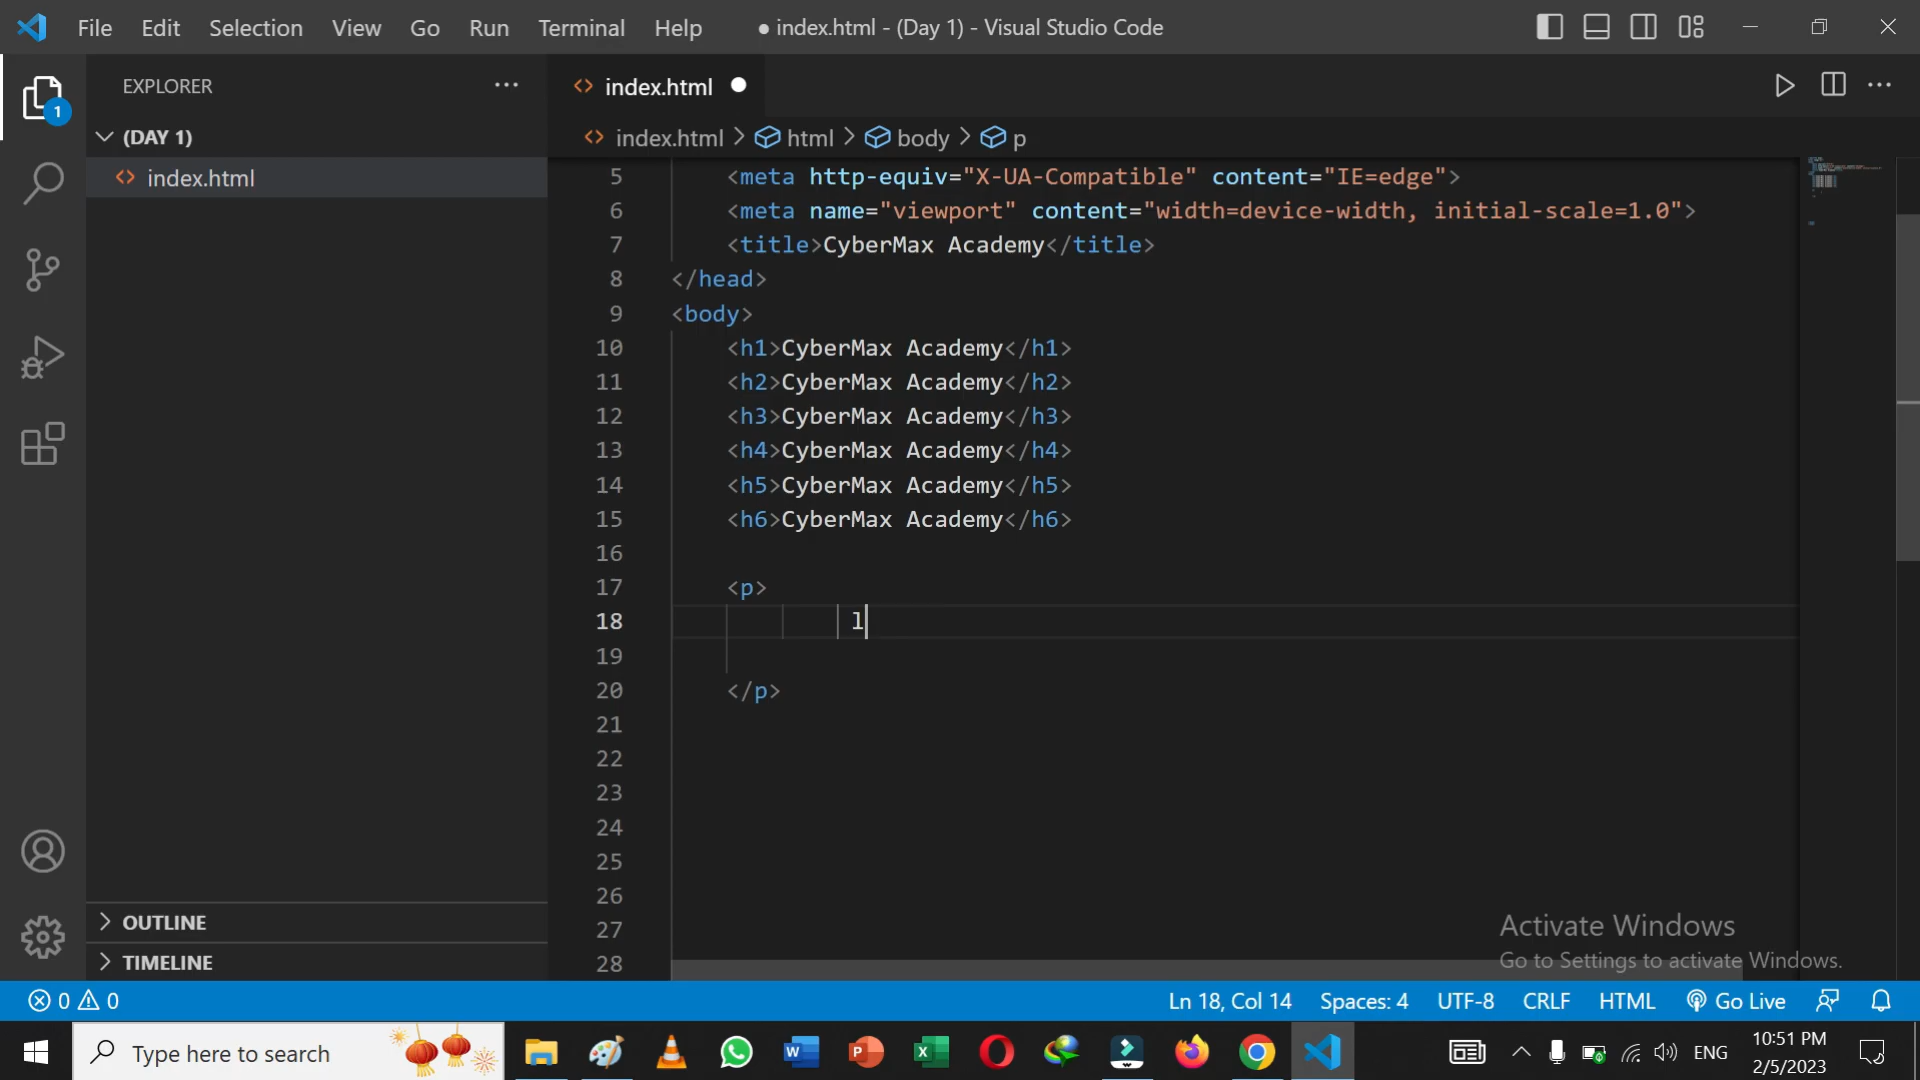 File Edit Selection View Go Run Terminal Help ● index.html - (Day 1) - Visual Studio Code
EXPLORER
1
(DAY 1)
index.html
OUTLINE
TIMELINE
index.html
index.html > html > body > p
5 <meta http-equiv="X-UA-Compatible" content="IE=edge">
6 <meta name="viewport" content="width=device-width, initial-scale=1.0">
7 <title>CyberMax Academy</title>
8 </head>
9 <body>
10 <h1>CyberMax Academy</h1>
11 <h2>CyberMax Academy</h2>
12 <h3>CyberMax Academy</h3>
13 <h4>CyberMax Academy</h4>
14 <h5>CyberMax Academy</h5>
15 <h6>CyberMax Academy</h6>
16
17 <p>
18 l
19
20 </p>
21
22
23
24
25
26
27
28
Activate Windows
Go to Settings to activate Windows.
0 0 Ln 18, Col 14 Spaces: 4 UTF-8 CRLF HTML Go Live
Type here to search
ENG
10:51 PM
2/5/2023